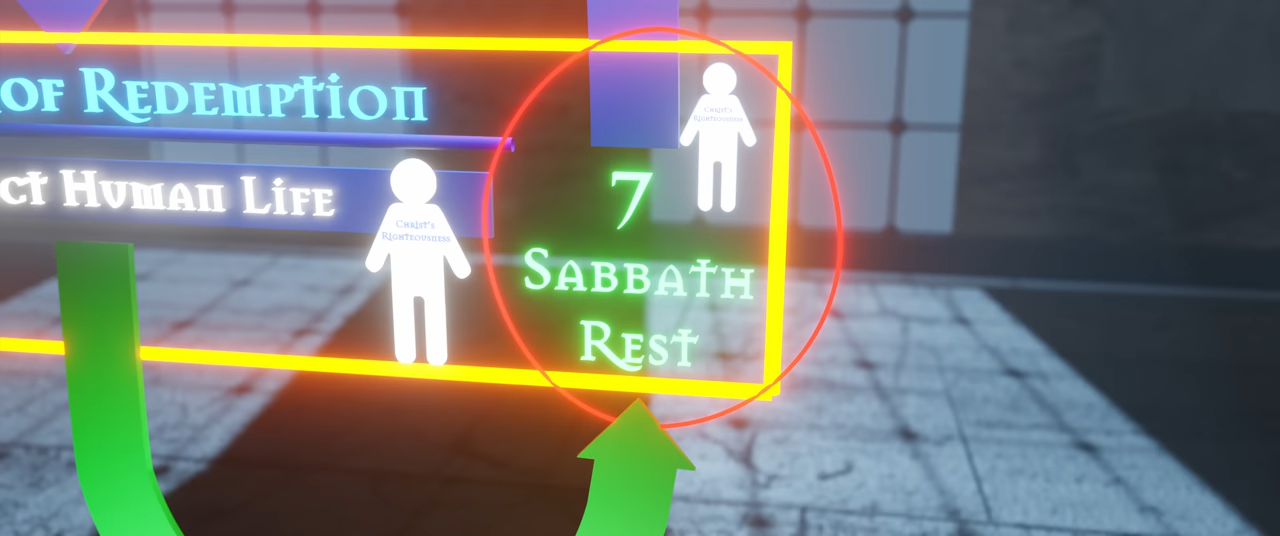 of Redemption
ct Human Life
Christ's
Righteousness
7
Sabbath
Rest
Christ's
Righteousness